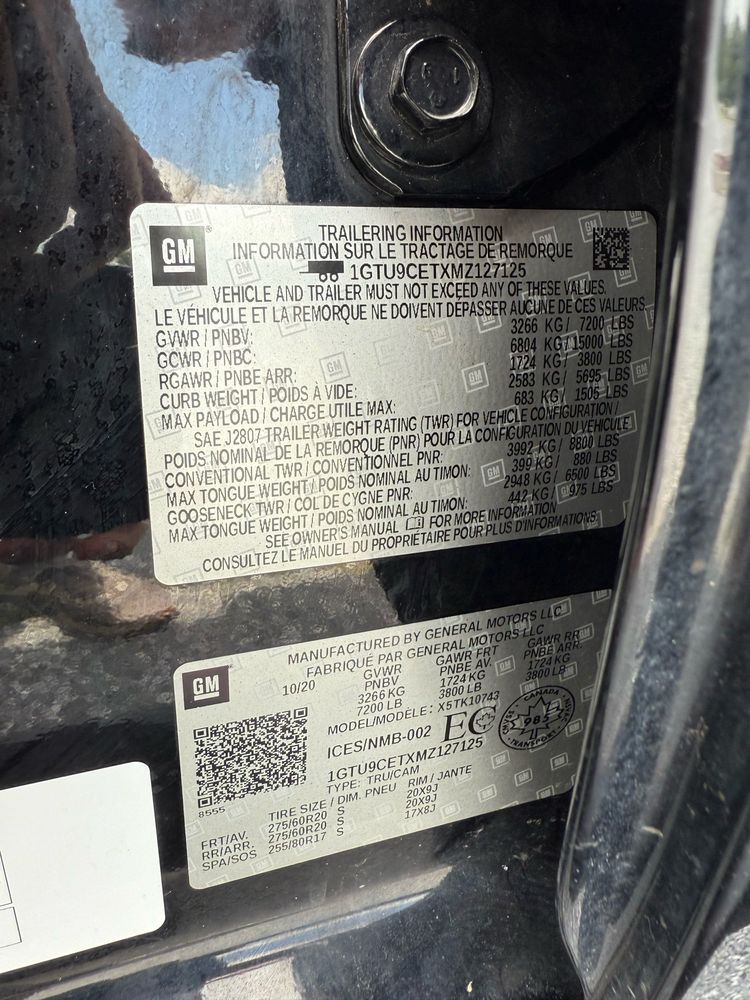 GM
TRAILERING INFORMATION
INFORMATION SUR LE TRACTAGE DE REMORQUE
1GTU9CETXMZ127125
VEHICLE AND TRAILER MUST NOT EXCEED ANY OF THESE VALUES.
LE VÉHICULE ET LA REMORQUE NE DOIVENT DÉPASSER AUCUNE DE CES VALEURS.
GVWR / PNBV: 3266 KG / 7200 LBS
GCWR / PNBC: 6804 KG / 15000 LBS
RGAWR / PNBE ARR: 1724 KG / 3800 LBS
CURB WEIGHT / POIDS À VIDE: 2583 KG / 5695 LBS
MAX PAYLOAD / CHARGE UTILE MAX: 683 KG / 1505 LBS
SAE J2807 TRAILER WEIGHT RATING (TWR) FOR VEHICLE CONFIGURATION /
POIDS NOMINAL DE LA REMORQUE (PNR) POUR LA CONFIGURATION DU VÉHICULE
CONVENTIONAL TWR / CONVENTIONNEL PNR: 3992 KG / 8800 LBS
MAX TONGUE WEIGHT / POIDS NOMINAL AU TIMON: 399 KG / 880 LBS
GOOSENECK TWR / COL DE CYGNE PNR: 2948 KG / 6500 LBS
MAX TONGUE WEIGHT / POIDS NOMINAL AU TIMON: 442 KG / 975 LBS
SEE OWNER'S MANUAL FOR MORE INFORMATION
CONSULTEZ LE MANUEL DU PROPRIÉTAIRE POUR PLUS D'INFORMATIONS.
GM
MANUFACTURED BY GENERAL MOTORS LLC
FABRIQUÉ PAR GENERAL MOTORS LLC
10/20 GVWR GAWR FRT GAWR RR
PNBV PNBE AV. PNBE ARR.
3266 KG 1724 KG 1724 KG
7200 LB 3800 LB 3800 LB
MODEL/MODÈLE: X5TK10743
ICES/NMB-002 EC
CANADA
985
TRANSPORT
1GTU9CETXMZ127125
TYPE: TRU/CAM
8555
TIRE SIZE / DIM. PNEU RIM / JANTE
FRT/AV. 275/60R20 S 20X9J
RR/ARR. 275/60R20 S 20X9J
SPA/SOS 255/80R17 S 17X8J